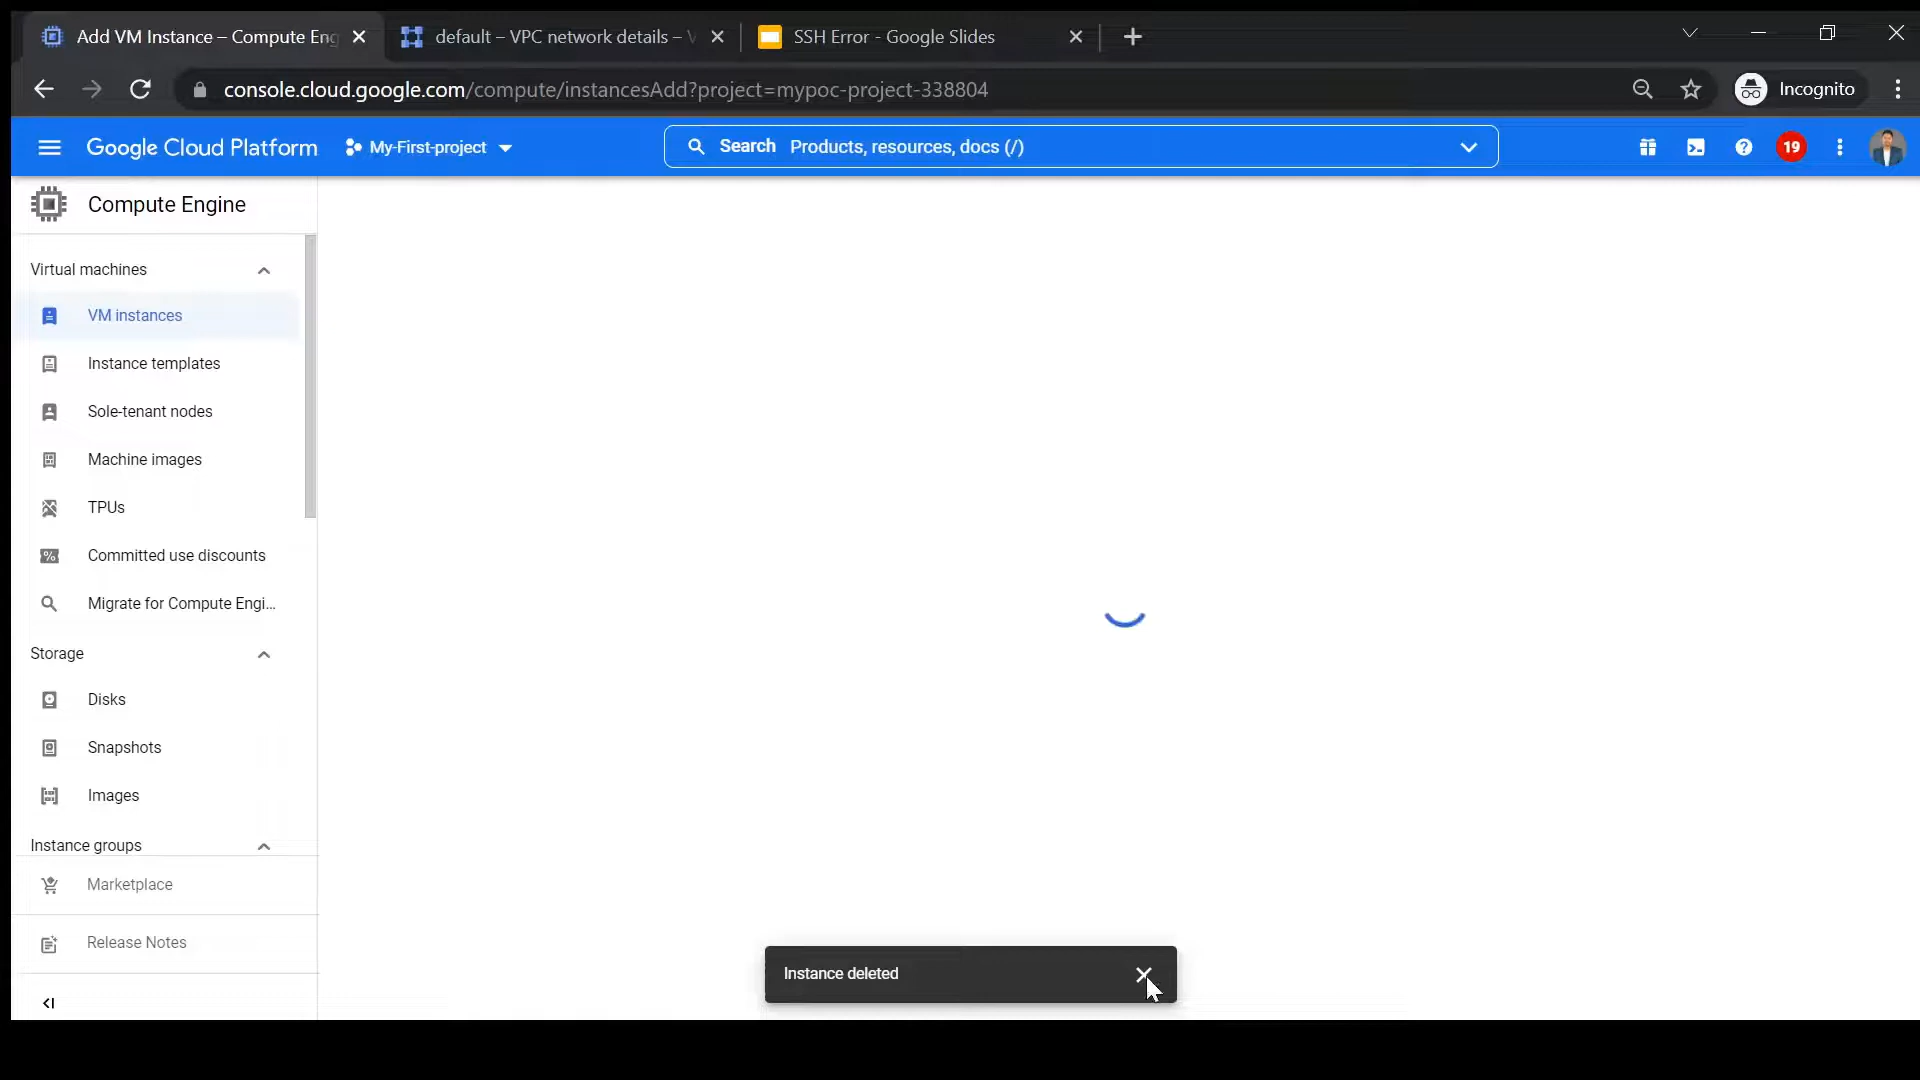 Add VM Instance – Compute Eng
default – VPC network details – V
SSH Error - Google Slides
console.cloud.google.com/compute/instancesAdd?project=mypoc-project-338804
Incognito
Google Cloud Platform
My-First-project
Search Products, resources, docs (/)
19
Compute Engine
Virtual machines
VM instances
Instance templates
Sole-tenant nodes
Machine images
TPUs
Committed use discounts
Migrate for Compute Engi...
Storage
Disks
Snapshots
Images
Instance groups
Marketplace
Release Notes
Instance deleted